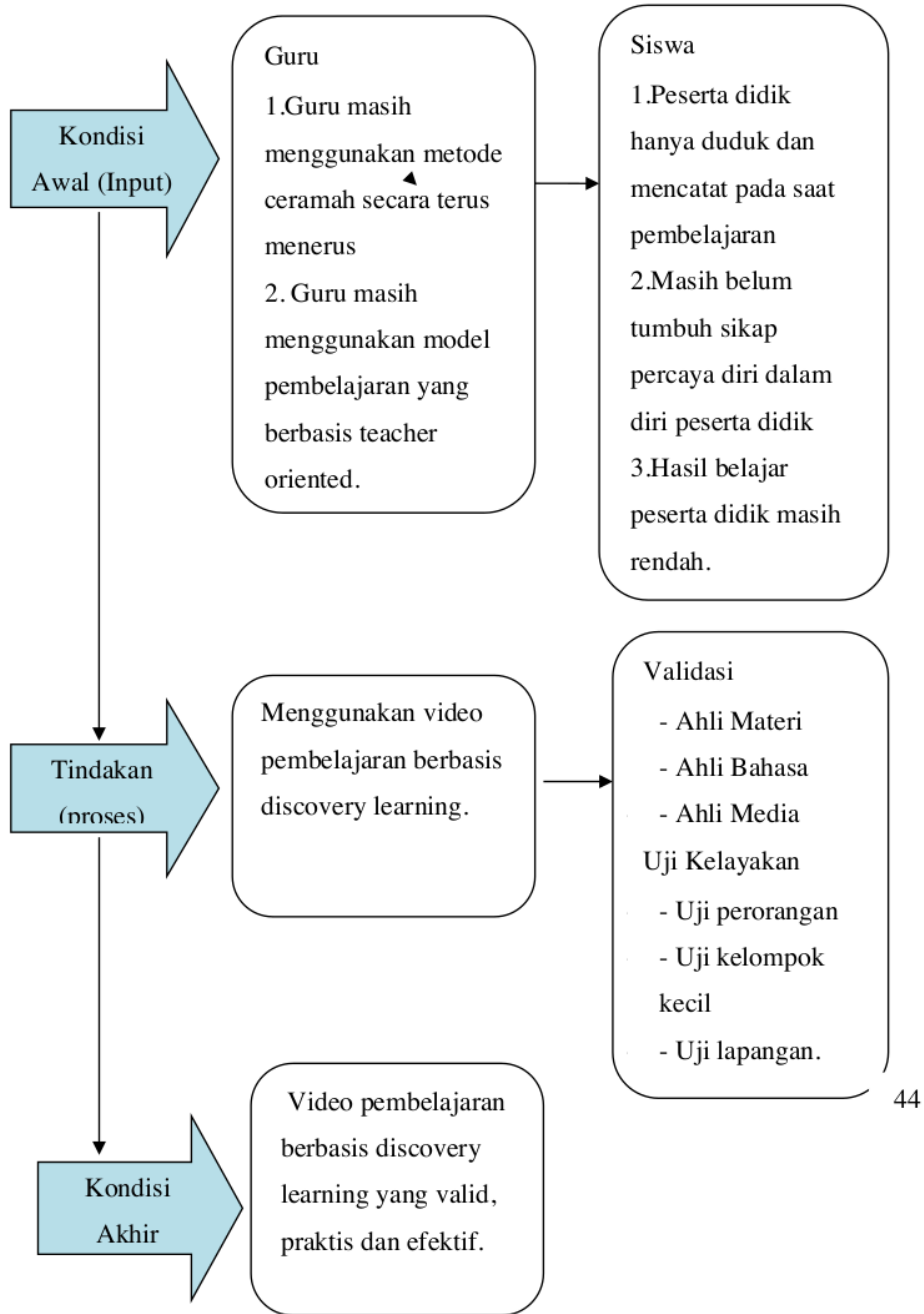 Kondisi
Awal (Input)
Guru
1.Guru masih
menggunakan metode
ceramah secara terus
menerus
2. Guru masih
menggunakan model
pembelajaran yang
berbasis teacher
oriented.
Siswa
1.Peserta didik
hanya duduk dan
mencatat pada saat
pembelajaran
2.Masih belum
tumbuh sikap
percaya diri dalam
diri peserta didik
3.Hasil belajar
peserta didik masih
rendah.
Tindakan
(proses)
Menggunakan video
pembelajaran berbasis
discovery learning.
Validasi
- Ahli Materi
- Ahli Bahasa
- Ahli Media
Uji Kelayakan
- Uji perorangan
- Uji kelompok
kecil
- Uji lapangan.
44
Kondisi
Akhir
Video pembelajaran
berbasis discovery
learning yang valid,
praktis dan efektif.